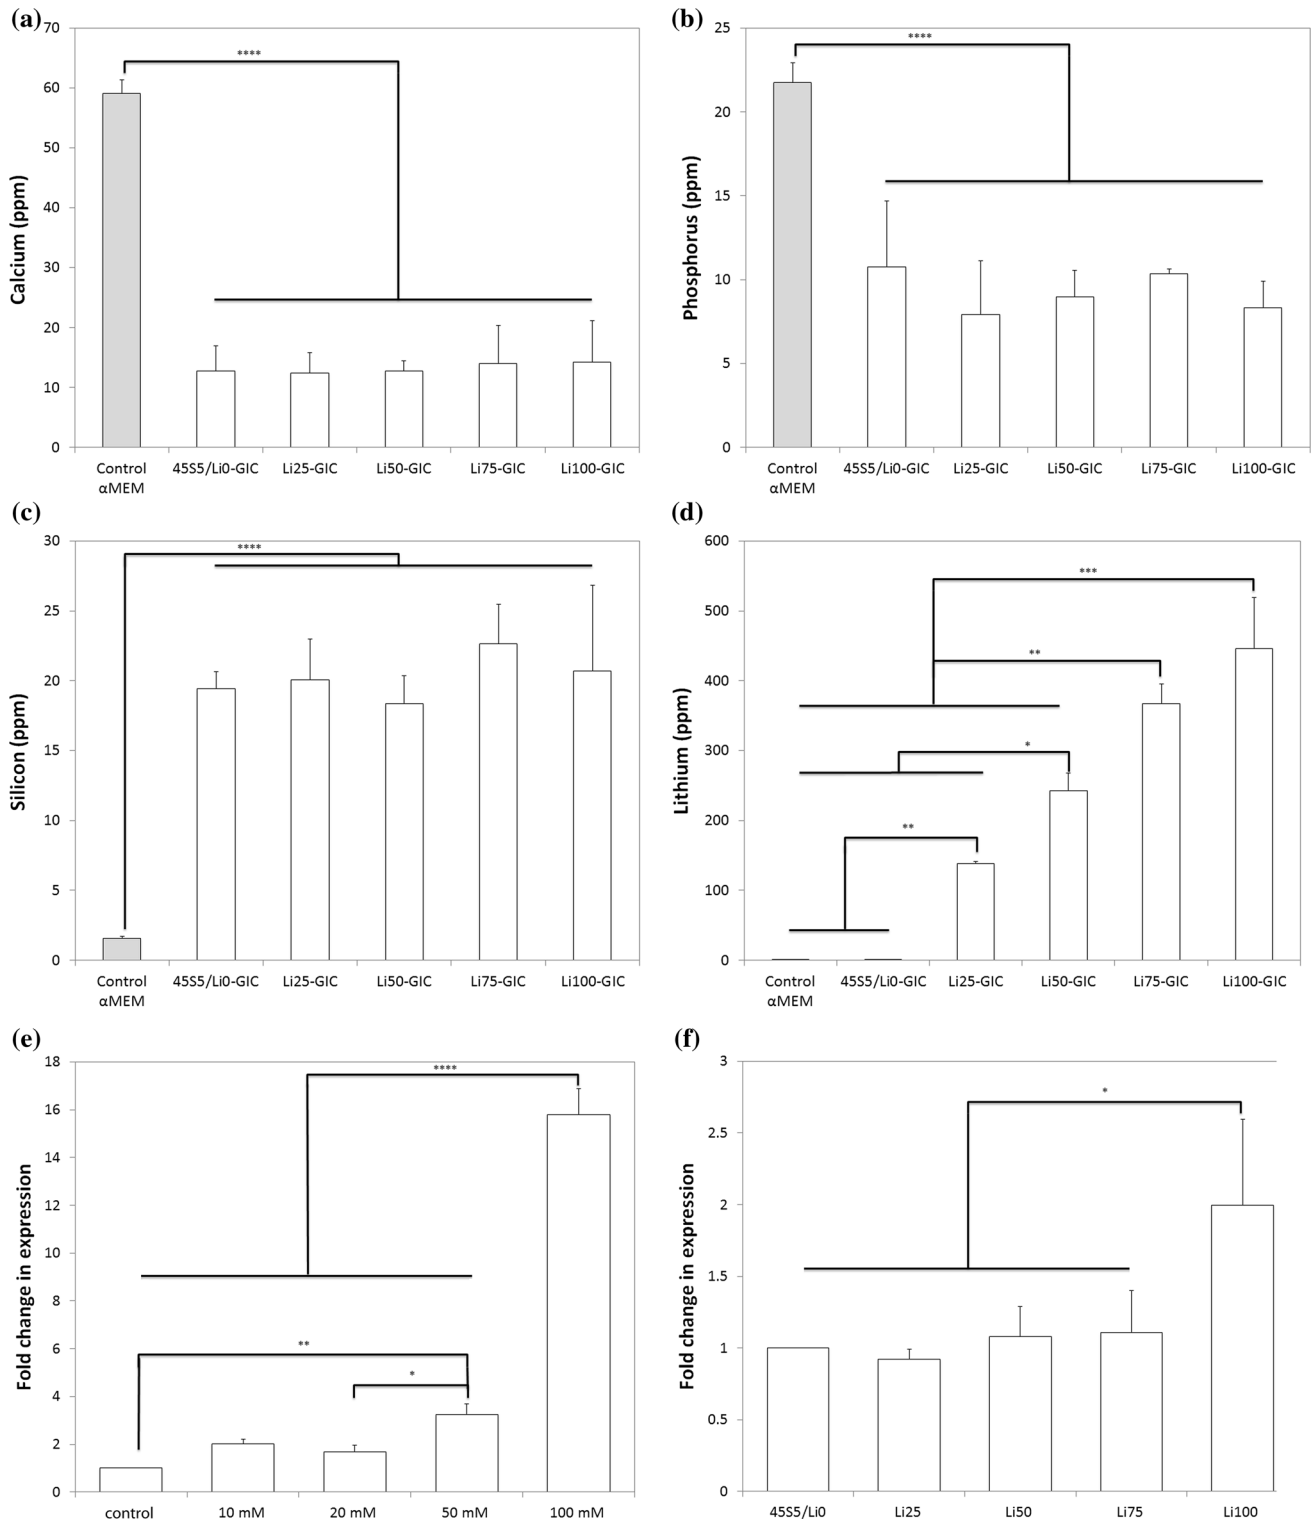 (a)
70
60
50
40
30
20
10
0
Calcium (ppm)
****
Control αMEM
45S5/Li0-GIC
Li25-GIC
Li50-GIC
Li75-GIC
Li100-GIC
(b)
25
20
15
10
5
0
Phosphorus (ppm)
****
Control αMEM
45S5/Li0-GIC
Li25-GIC
Li50-GIC
Li75-GIC
Li100-GIC
(c)
30
25
20
15
10
5
0
Silicon (ppm)
****
Control αMEM
45S5/Li0-GIC
Li25-GIC
Li50-GIC
Li75-GIC
Li100-GIC
(d)
600
500
400
300
200
100
0
Lithium (ppm)
***
**
*
**
Control αMEM
45S5/Li0-GIC
Li25-GIC
Li50-GIC
Li75-GIC
Li100-GIC
(e)
18
16
14
12
10
8
6
4
2
0
Fold change in expression
****
**
*
control
10 mM
20 mM
50 mM
100 mM
(f)
3
2.5
2
1.5
1
0.5
0
Fold change in expression
*
45S5/Li0
Li25
Li50
Li75
Li100